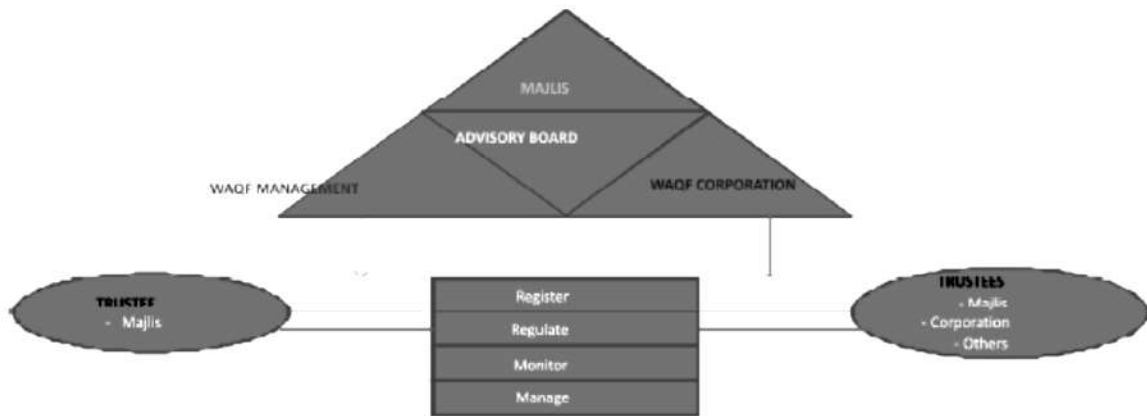 MAJLIS
ADVISORY BOARD
WAQF MANAGEMENT
WAQF CORPORATION
TRUSTEE
- Majlis
Register
Regulate
Monitor
Manage
TRUSTEES
- Majlis
- Corporation
- Others